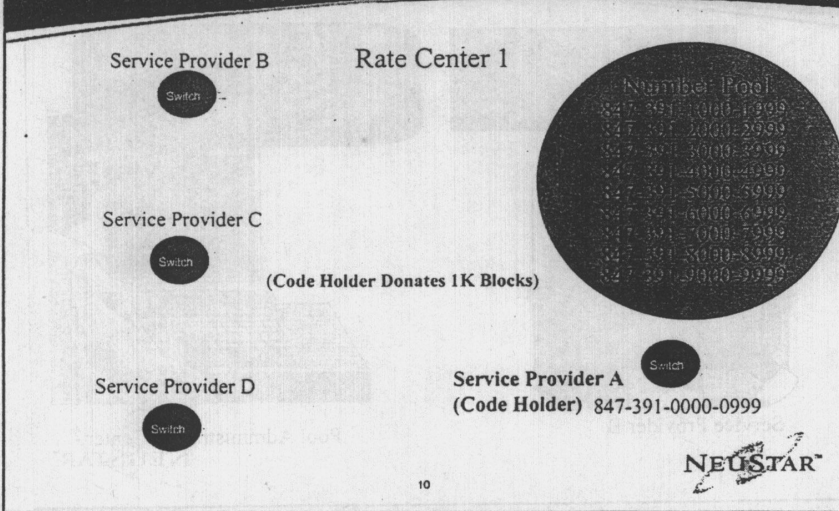 Service Provider B
Rate Center 1
Switch
Number Pool
847-391-1000-1999
847-391-2000-2999
847-391-3000-3999
847-391-4000-4999
847-391-5000-5999
847-391-6000-6999
847-391-7000-7999
847-391-8000-8999
847-391-9000-9999
Service Provider C
Switch
(Code Holder Donates 1K Blocks)
Switch
Service Provider D
Service Provider A
(Code Holder) 847-391-0000-0999
Switch
NEUSTAR™
10